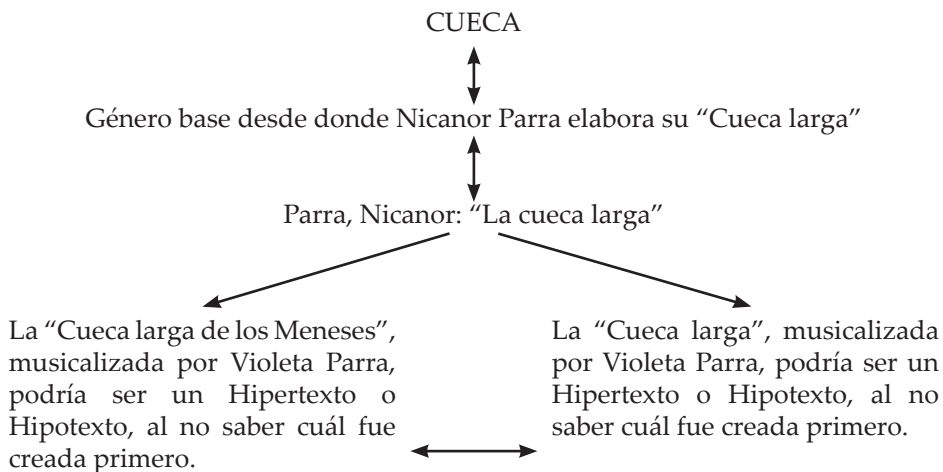 CUECA
Género base desde donde Nicanor Parra elabora su “Cueca larga”
Parra, Nicanor: “La cueca larga”
La “Cueca larga de los Meneses”,
musicalizada por Violeta Parra,
podría ser un Hipertexto o
Hipotexto, al no saber cuál fue
creada primero.
La “Cueca larga”, musicalizada
por Violeta Parra, podría ser un
Hipertexto o Hipotexto, al no
saber cuál fue creada primero.